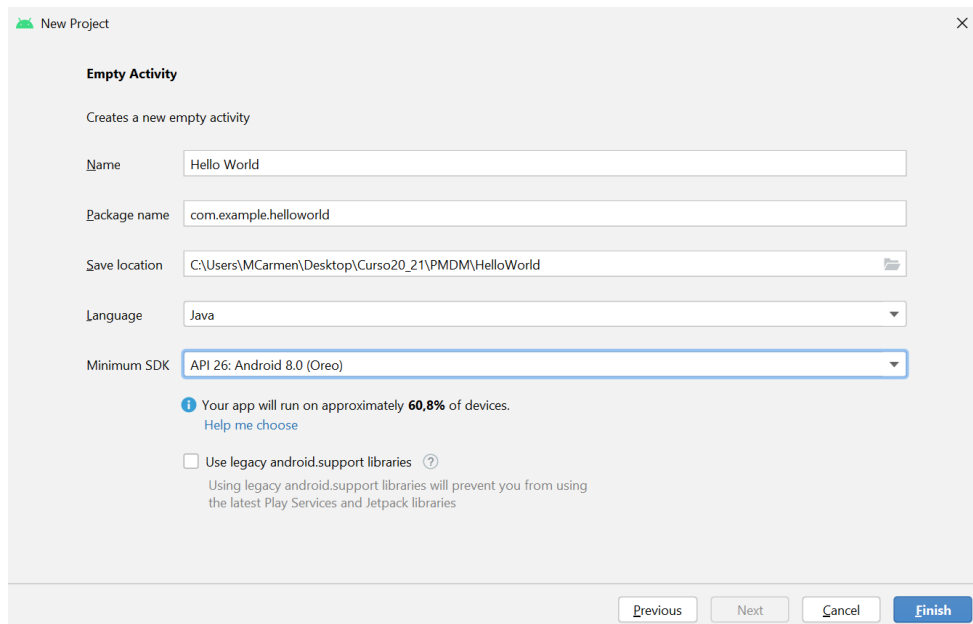 New Project
Empty Activity
Creates a new empty activity
Name Hello World
Package name com.example.helloworld
Save location C:\Users\MCarmen\Desktop\Curso20_21\PMDM\HelloWorld
Language Java
Minimum SDK API 26: Android 8.0 (Oreo)
Your app will run on approximately 60,8% of devices.
Help me choose
Use legacy android.support libraries ?
Using legacy android.support libraries will prevent you from using
the latest Play Services and Jetpack libraries
Previous Next Cancel Finish